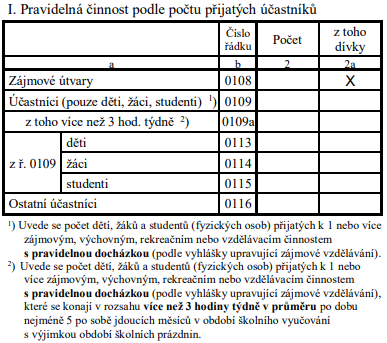 I. Pravidelná činnost podle počtu přijatých účastníků
Číslo řádku Počet z toho dívky
a b 2 2a
Zájmové útvary 0108 X
Účastníci (pouze děti, žáci, studenti) ¹) 0109
z toho více než 3 hod. týdně ²) 0109a
z ř. 0109 děti 0113
žáci 0114
studenti 0115
Ostatní účastníci 0116
¹) Uvede se počet dětí, žáků a studentů (fyzických osob) přijatých k 1 nebo více
zájmovým, výchovným, rekreačním nebo vzdělávacím činnostem
s pravidelnou docházkou (podle vyhlášky upravující zájmové vzdělávání).
²) Uvede se počet dětí, žáků a studentů (fyzických osob) přijatých k 1 nebo
více zájmovým, výchovným, rekreačním nebo vzdělávacím činnostem
s pravidelnou docházkou (podle vyhlášky upravující zájmové vzdělávání),
které se konají v rozsahu více než 3 hodiny týdně v průměru po dobu
nejméně 5 po sobě jdoucích měsíců v období školního vyučování
s výjimkou období školních prázdnin.